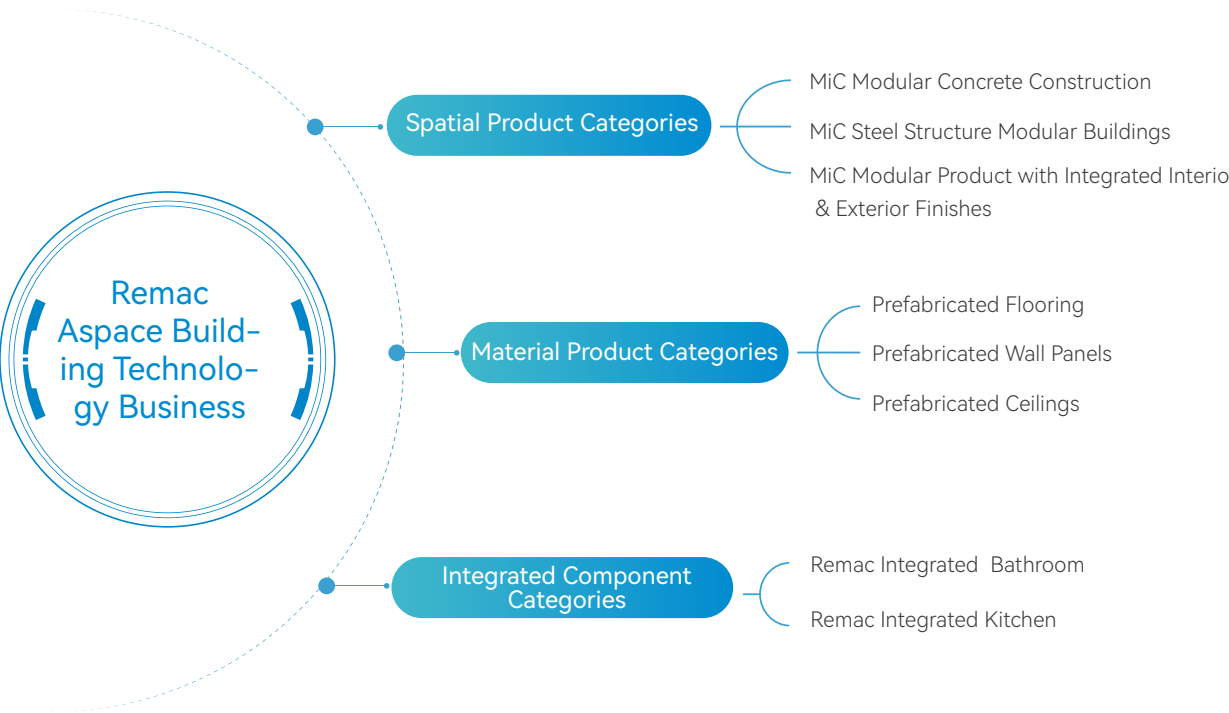 Remac
Aspace Build-
ing Technolo-
gy Business
Spatial Product Categories
MiC Modular Concrete Construction
MiC Steel Structure Modular Buildings
MiC Modular Product with Integrated Interio
& Exterior Finishes
Material Product Categories
Prefabricated Flooring
Prefabricated Wall Panels
Prefabricated Ceilings
Integrated Component
Categories
Remac Integrated  Bathroom
Remac Integrated Kitchen